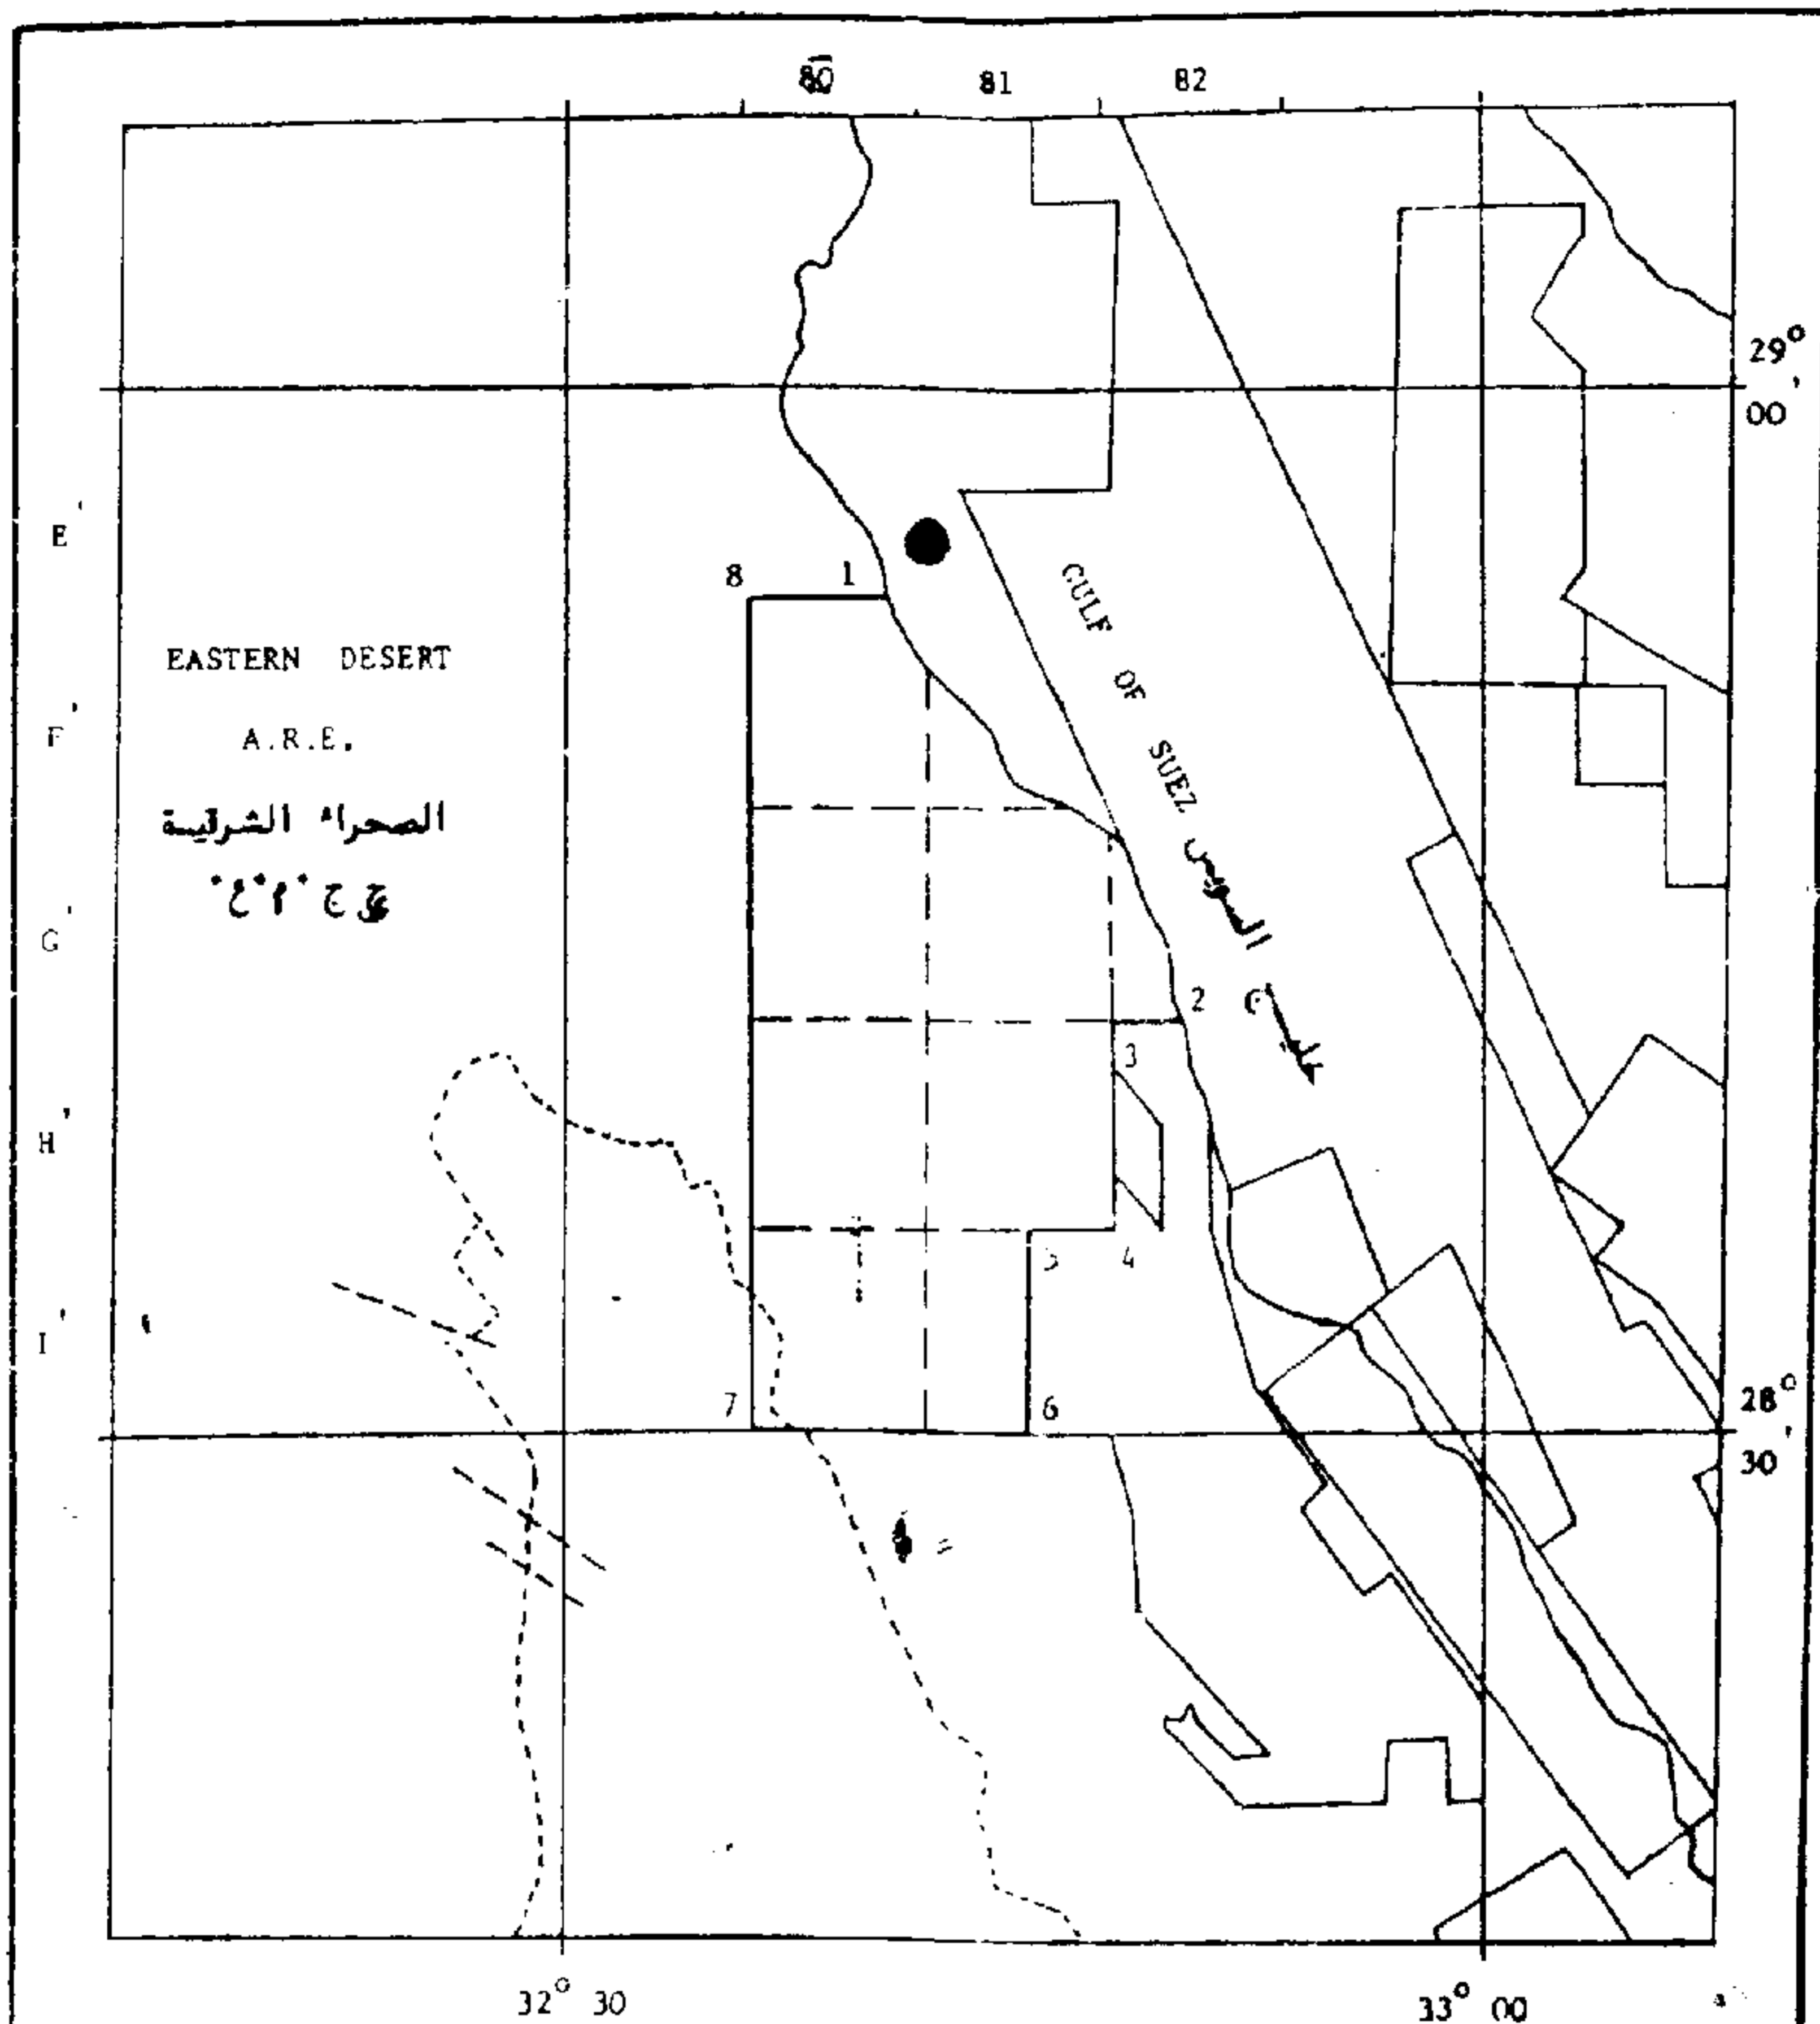 80 81 82
29° 00'
E'
8 1
GULF OF SUEZ
EASTERN DESERT
F'
A.R.E.
الصحراء الشرقية
G'
2
3
H'
5 4
I'
7 6
28° 30'
32° 30
33° 00